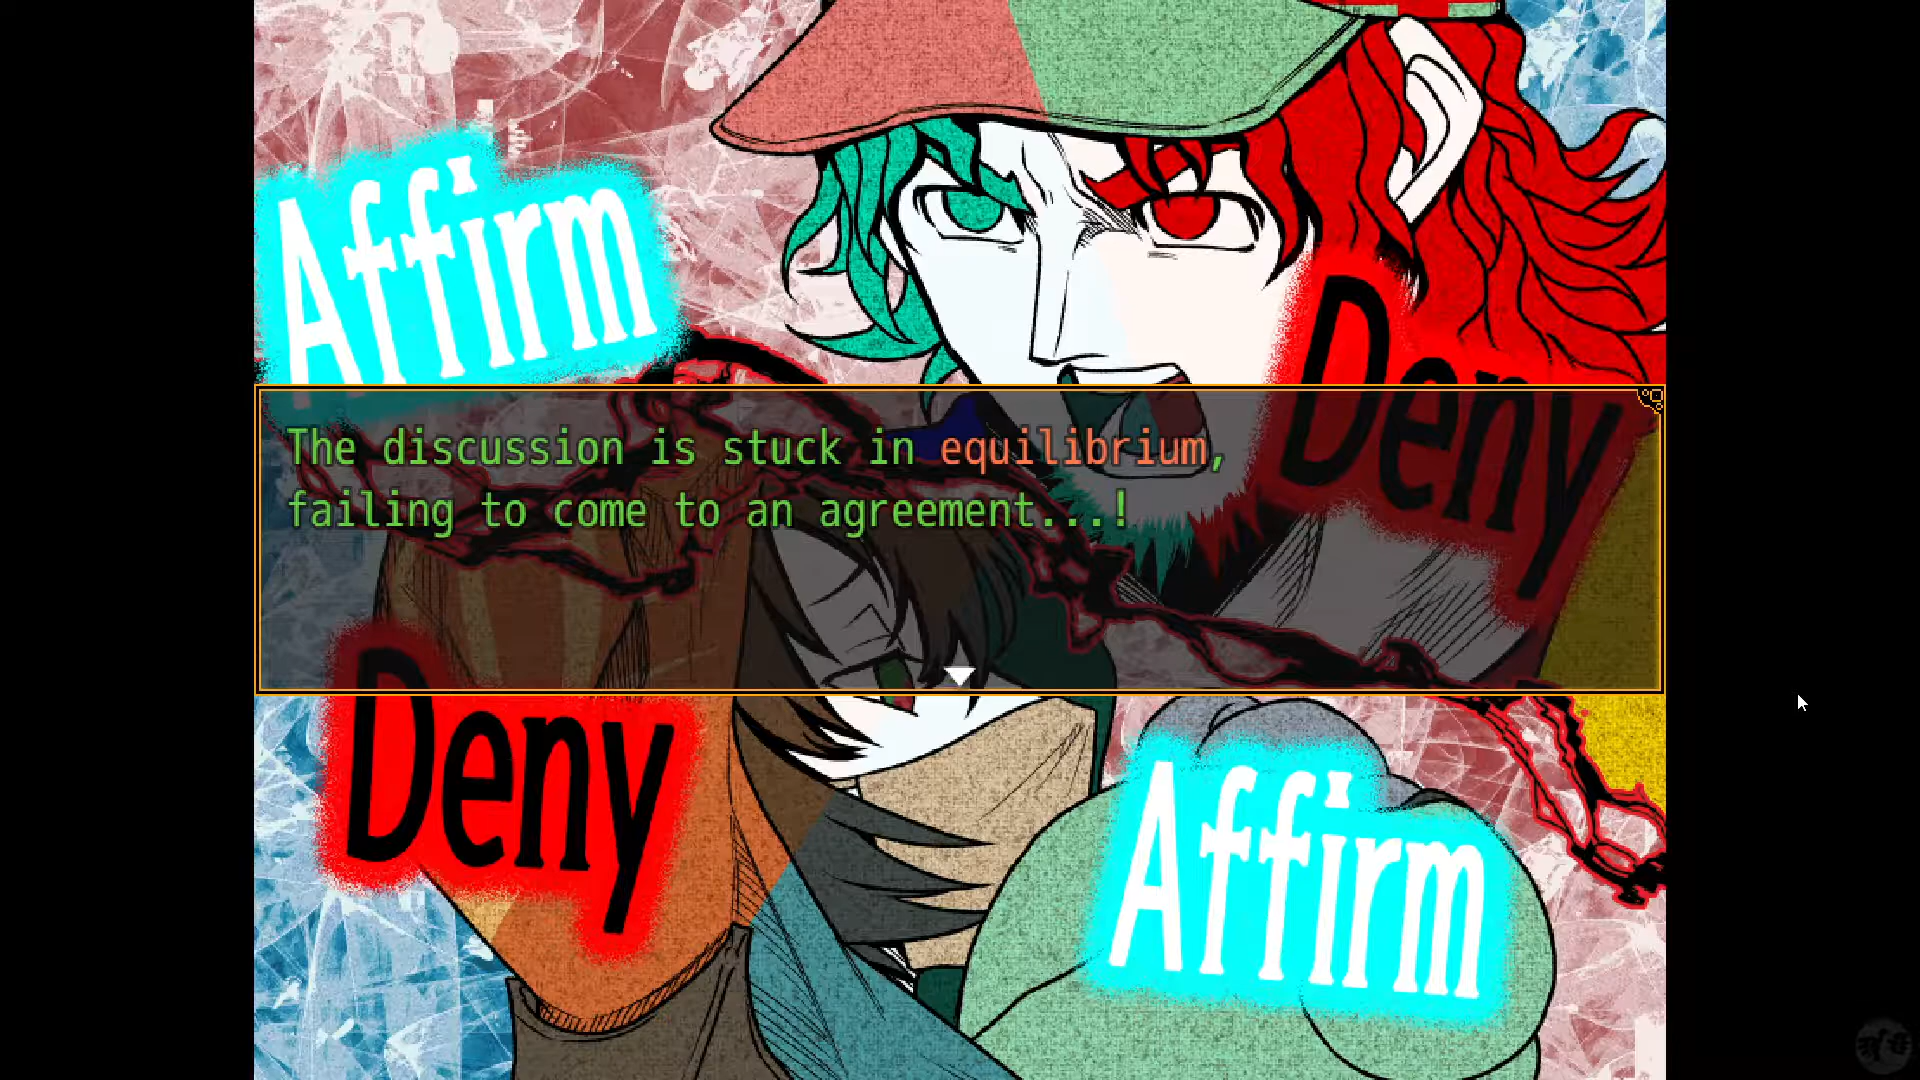 Affirm
Deny
The discussion is stuck in equilibrium,
failing to come to an agreement...!
Deny
Affirm